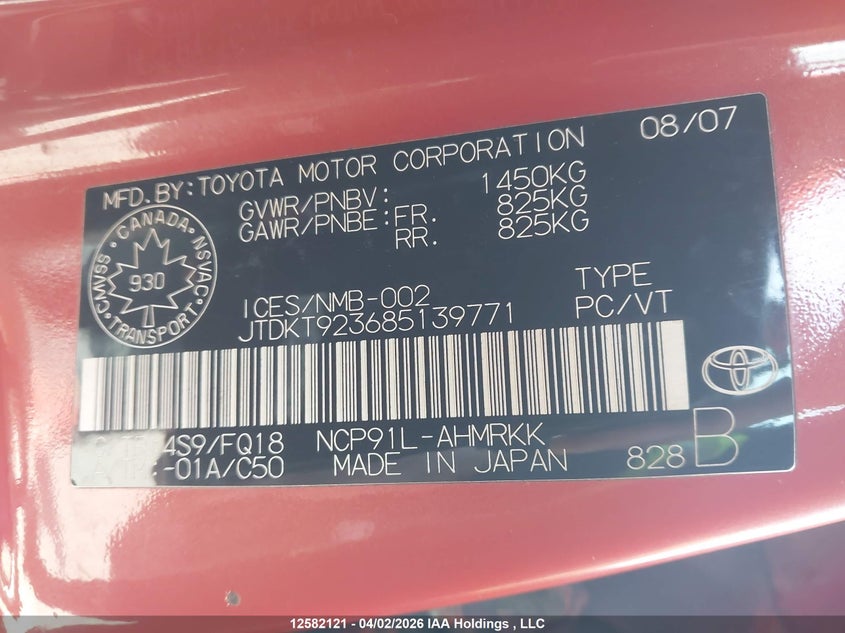 08/07
MFD.BY:TOYOTA MOTOR CORPORATION
GVWR/PNBV: 1450KG
GAWR/PNBE:FR. 825KG
RR. 825KG
CANADA
CMVSS NSVAC
930
TRANSPORT
ICES/NMB-002
TYPE
JTDKT923685139771
PC/VT
4S9/FQ18
NCP91L-AHMRKK
-01A/C50
MADE IN JAPAN
828 B
12582121 - 04/02/2026 IAA Holdings , LLC